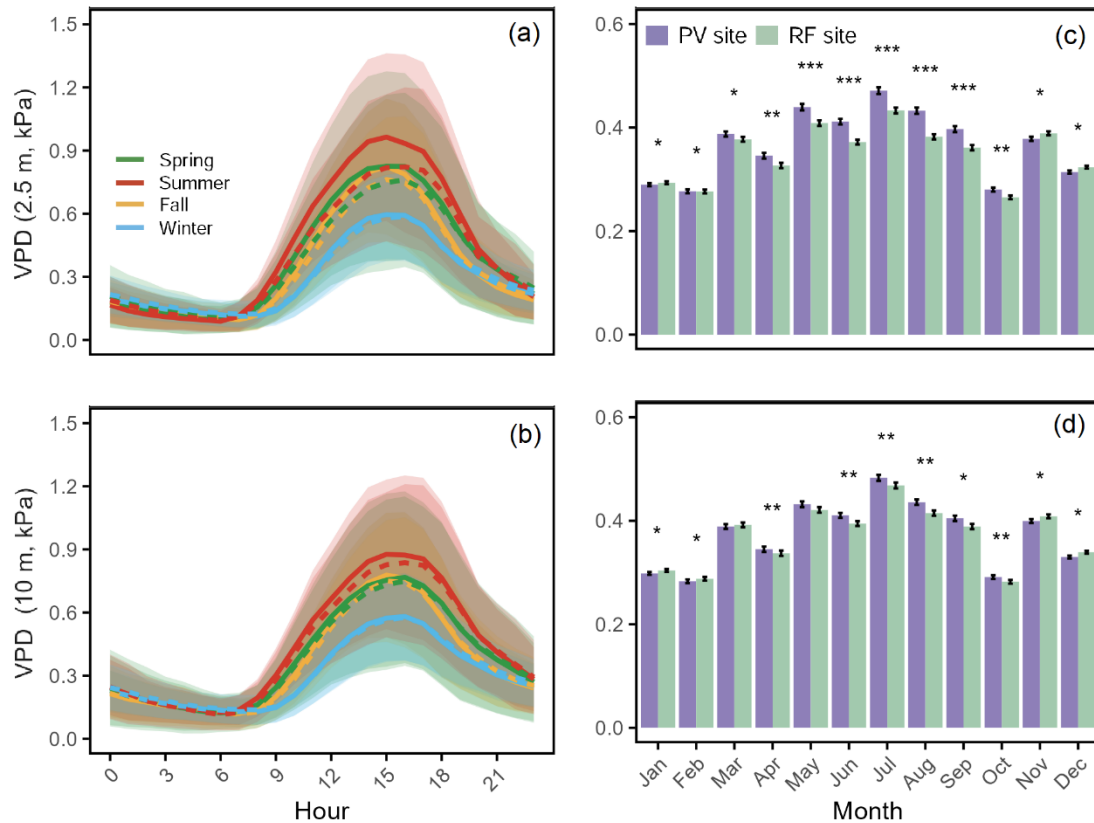 (a)
VPD (2.5 m, kPa)
1.5
1.2
0.9
0.6
0.3
0.0
Spring
Summer
Fall
Winter
(c)
PV site RF site
0.6
0.4
0.2
0.0
* * * ** *** *** *** *** *** ** * *
(b)
VPD (10 m, kPa)
1.5
1.2
0.9
0.6
0.3
0.0
0 3 6 9 12 15 18 21
Hour
(d)
0.6
0.4
0.2
0.0
* * ** ** ** ** * ** * *
Jan Feb Mar Apr May Jun Jul Aug Sep Oct Nov Dec
Month